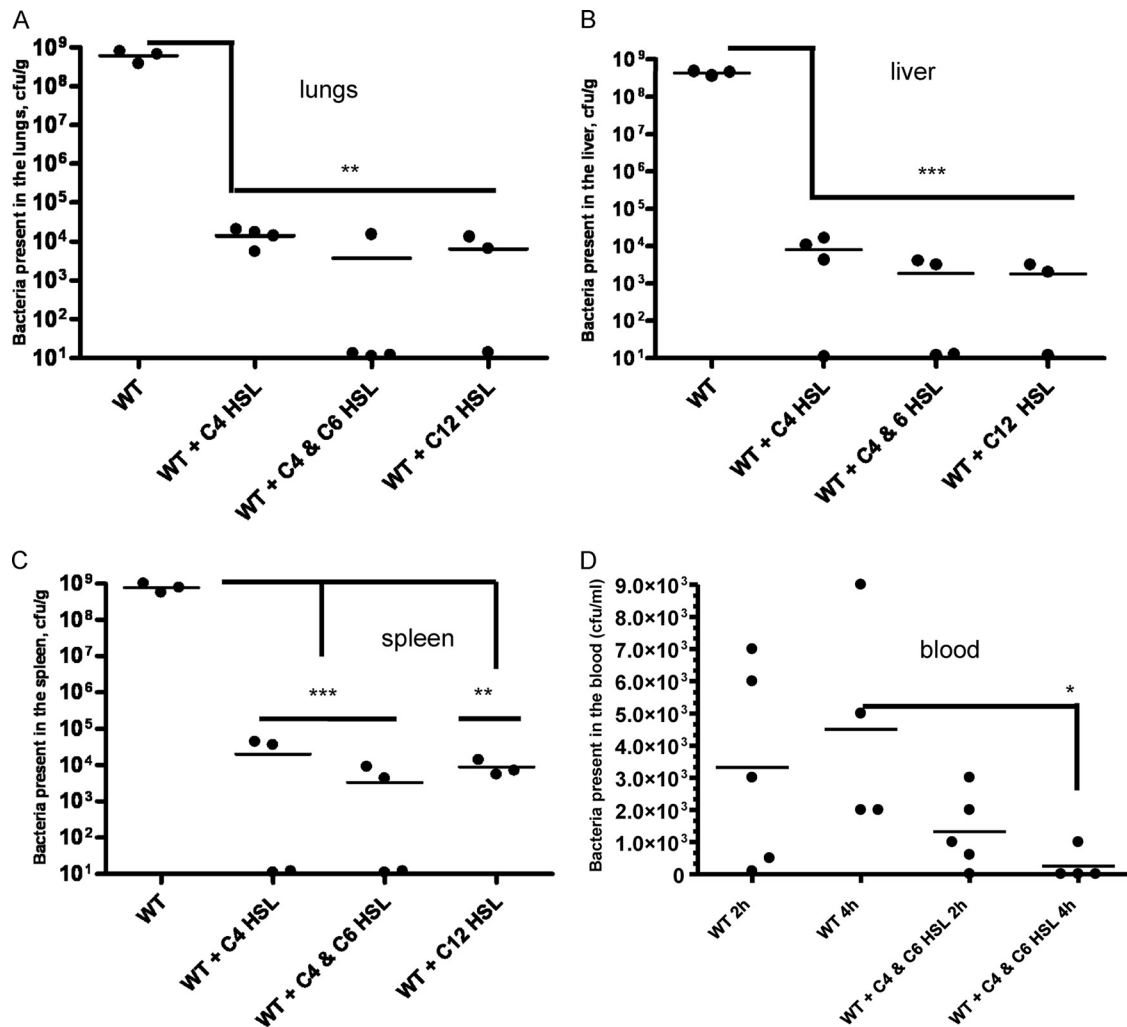 A
Bacteria present in the lungs, cfu/g
10⁹
10⁸
10⁷
10⁶
10⁵
10⁴
10³
10²
10¹
lungs
**
WT
WT + C4 HSL
WT + C4 & C6 HSL
WT + C12 HSL
B
Bacteria present in the liver, cfu/g
10⁹
10⁸
10⁷
10⁶
10⁵
10⁴
10³
10²
10¹
liver
***
WT
WT + C4 HSL
WT + C4 & 6 HSL
WT + C12 HSL
C
Bacteria present in the spleen, cfu/g
10⁹
10⁸
10⁷
10⁶
10⁵
10⁴
10³
10²
10¹
spleen
***
**
WT
WT + C4 HSL
WT + C4 & C6 HSL
WT + C12 HSL
D
Bacteria present in the blood (cfu/ml)
9.0×10³
8.0×10³
7.0×10³
6.0×10³
5.0×10³
4.0×10³
3.0×10³
2.0×10³
1.0×10³
0
blood
*
WT 2h
WT 4h
WT + C4 & C6 HSL 2h
WT + C4 & C6 HSL 4h